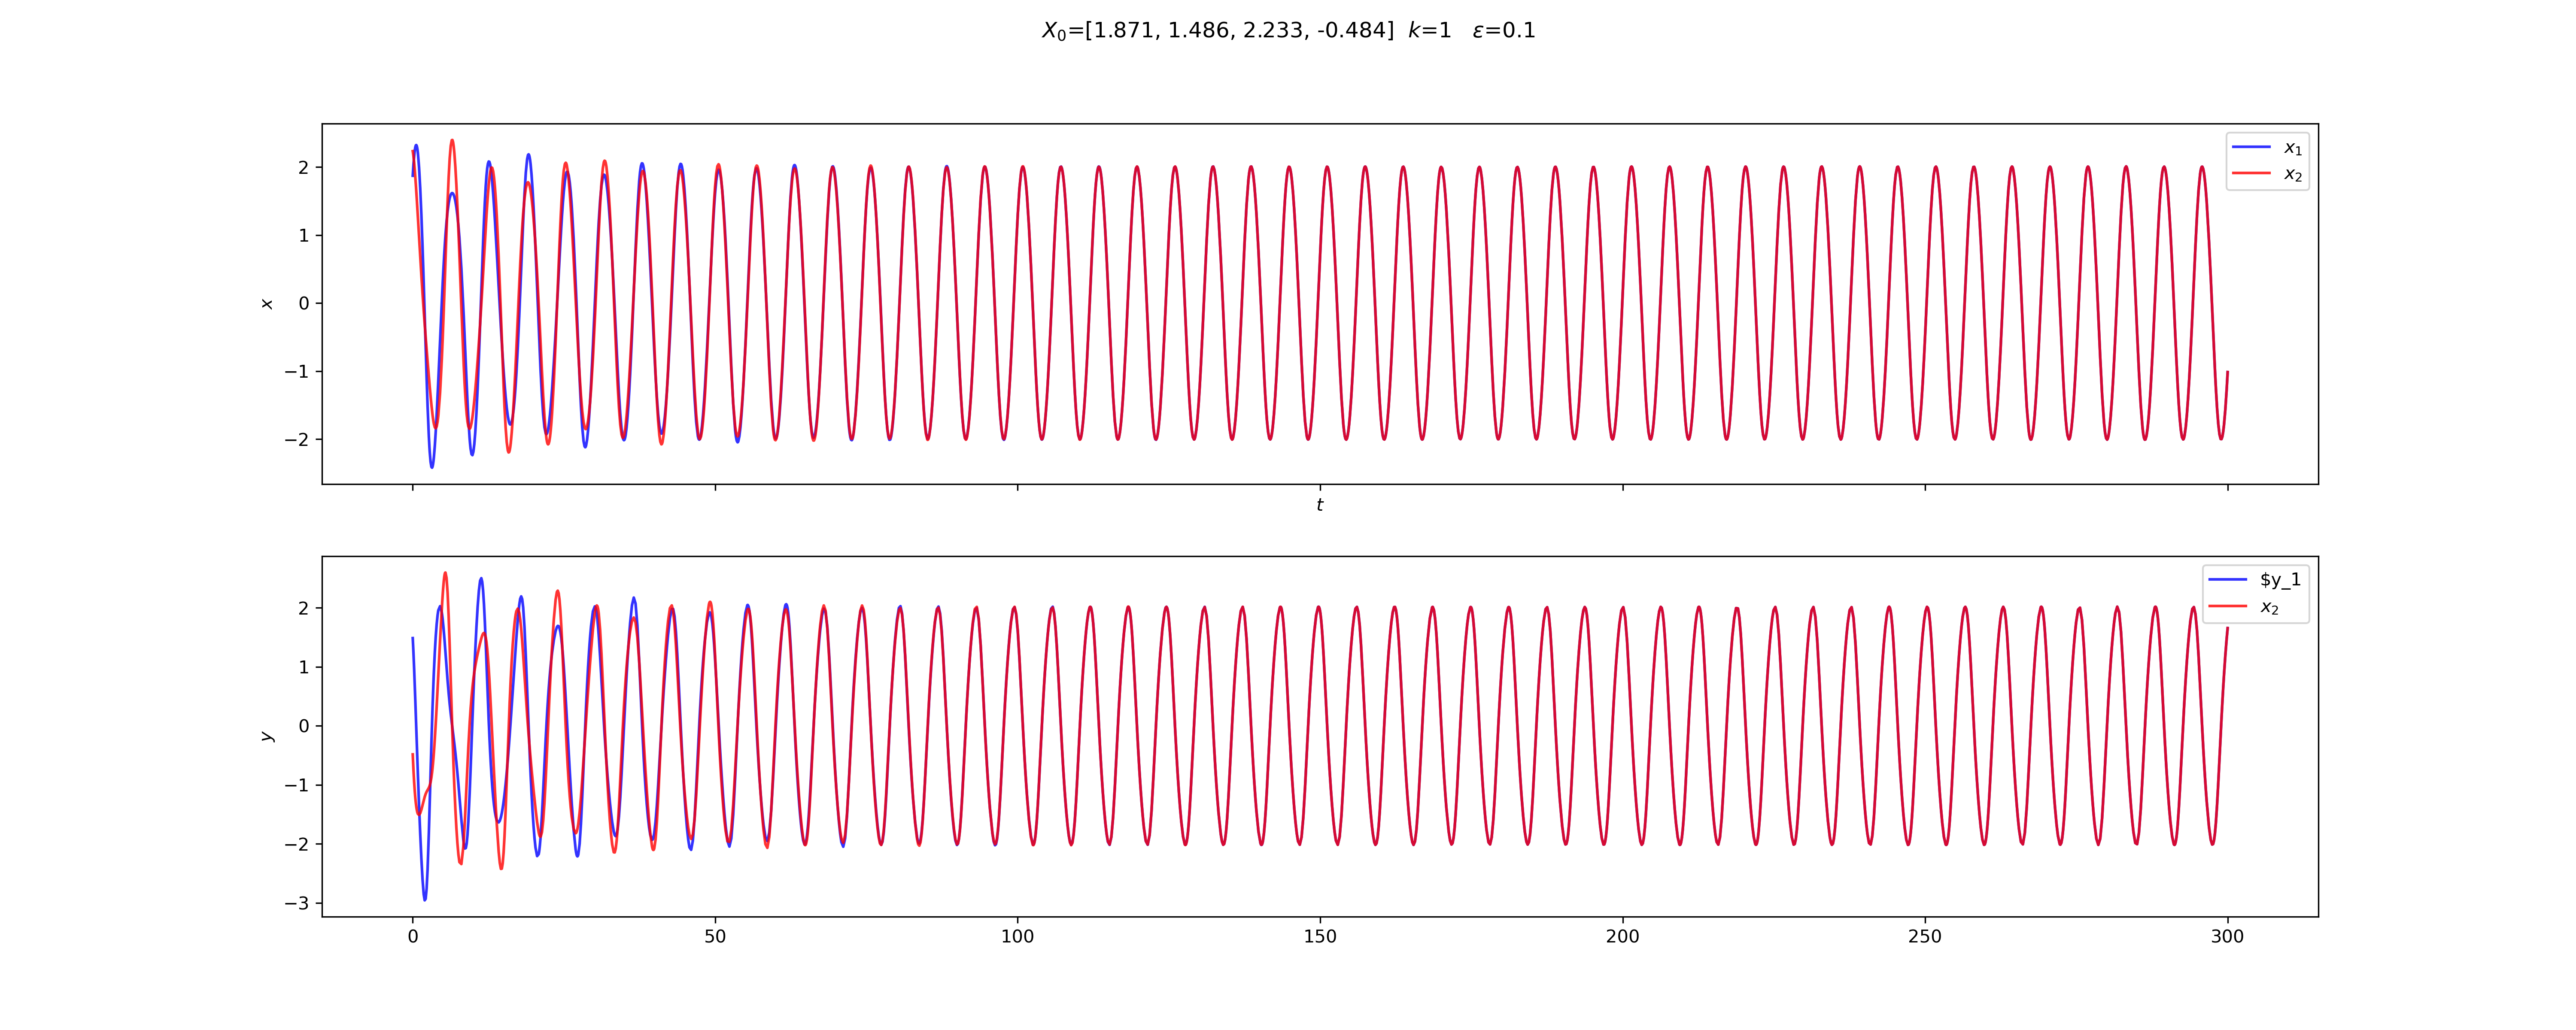 X₀=[1.871, 1.486, 2.233, -0.484] k=1 ε=0.1
2
1
0
−1
−2
x
x₁
x₂
t
2
1
0
−1
−2
−3
y
$y_1
x₂
0 50 100 150 200 250 300